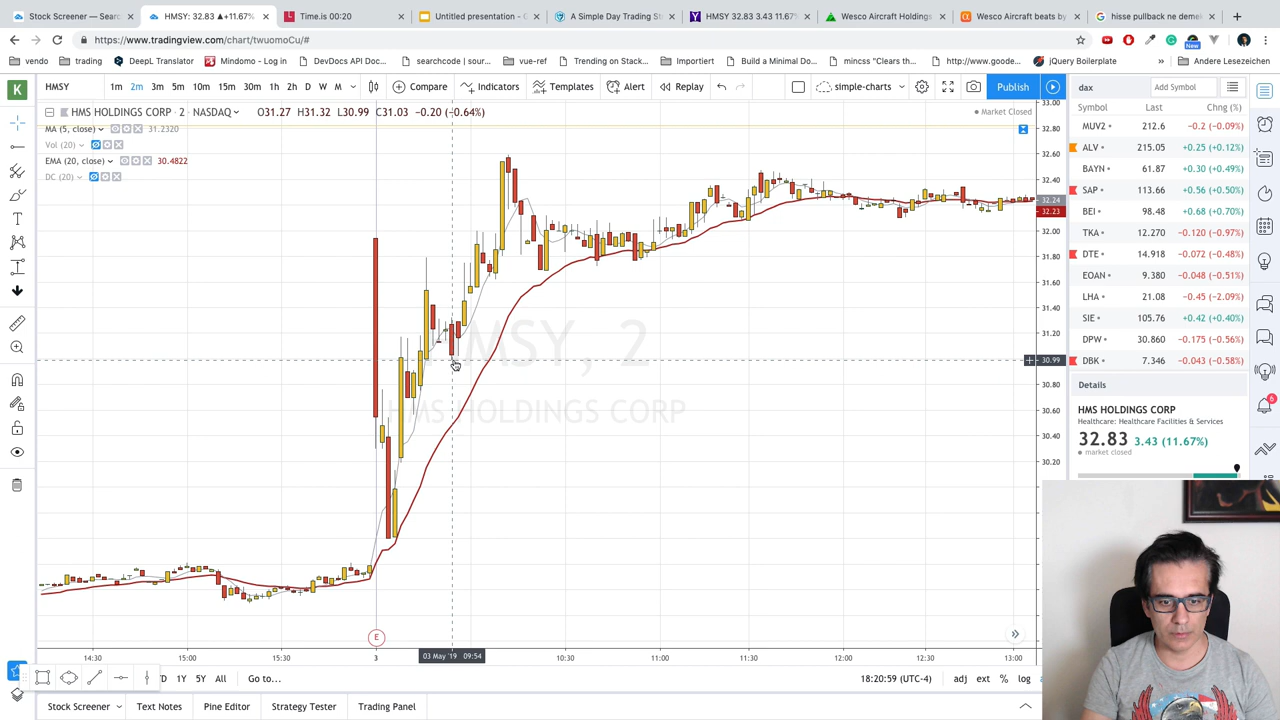 Stock Screener — Searc
HMSY: 32.83 ▲+11.67%
Time.is 00:20
Untitled presentation - G
A Simple Day Trading St
HMSY 32.83 3.43 11.67%
Wesco Aircraft Holdings
Wesco Aircraft beats by
hisse pullback ne demek
https://www.tradingview.com/chart/twuomoCu/#
New
vendo
trading
DeepL Translator
Mindomo - Log In
searchcode | sour...
vue-ref
DevDocs API Doc...
Trending on Stack...
Importiert
Build a Minimal Do...
mincss "Clears th...
http://www.goode...
jQuery Boilerplate
»
Andere Lesezeichen
K
HMSY
1m 2m 3m 5m 10m 15m 30m 1h 2h D W
Compare
Indicators
Templates
Alert
Replay
simple-charts
Publish
dax
Add Symbol
HMS HOLDINGS CORP · 2 · NASDAQ
O31.27 H31.30 L30.99 C31.03 −0.20 (−0.64%)
Market Closed
MA (5, close) 31.2320
Vol (20)
EMA (20, close) 30.4822
DC (20)
HMSY, 2
HMS HOLDINGS CORP
33.00
32.80
32.60
32.40
32.24
32.23
32.00
31.80
31.60
31.40
31.20
30.99
30.80
30.60
30.40
30.20
E
14:30
15:00
15:30
3
03 May '19 09:54
10:30
11:00
11:30
12:00
12:30
13:00
Symbol Last Chng (%)
MUV2 212.6 −0.2 (−0.09%)
ALV 215.05 +0.25 (+0.12%)
BAYN 61.87 +0.30 (+0.49%)
SAP 113.66 +0.56 (+0.50%)
BEI 98.48 +0.68 (+0.70%)
TKA 12.270 −0.120 (−0.97%)
DTE 14.918 −0.072 (−0.48%)
EOAN 9.380 −0.048 (−0.51%)
LHA 21.08 −0.45 (−2.09%)
SIE 105.76 +0.42 (+0.40%)
DPW 30.860 −0.175 (−0.56%)
DBK 7.346 −0.043 (−0.58%)
6
Details
HMS HOLDINGS CORP
Healthcare: Healthcare Facilities & Services
32.83 3.43 (11.67%)
market closed
1D 1Y 5Y All
Go to...
18:20:59 (UTC-4)
adj ext % log
Stock Screener
Text Notes
Pine Editor
Strategy Tester
Trading Panel